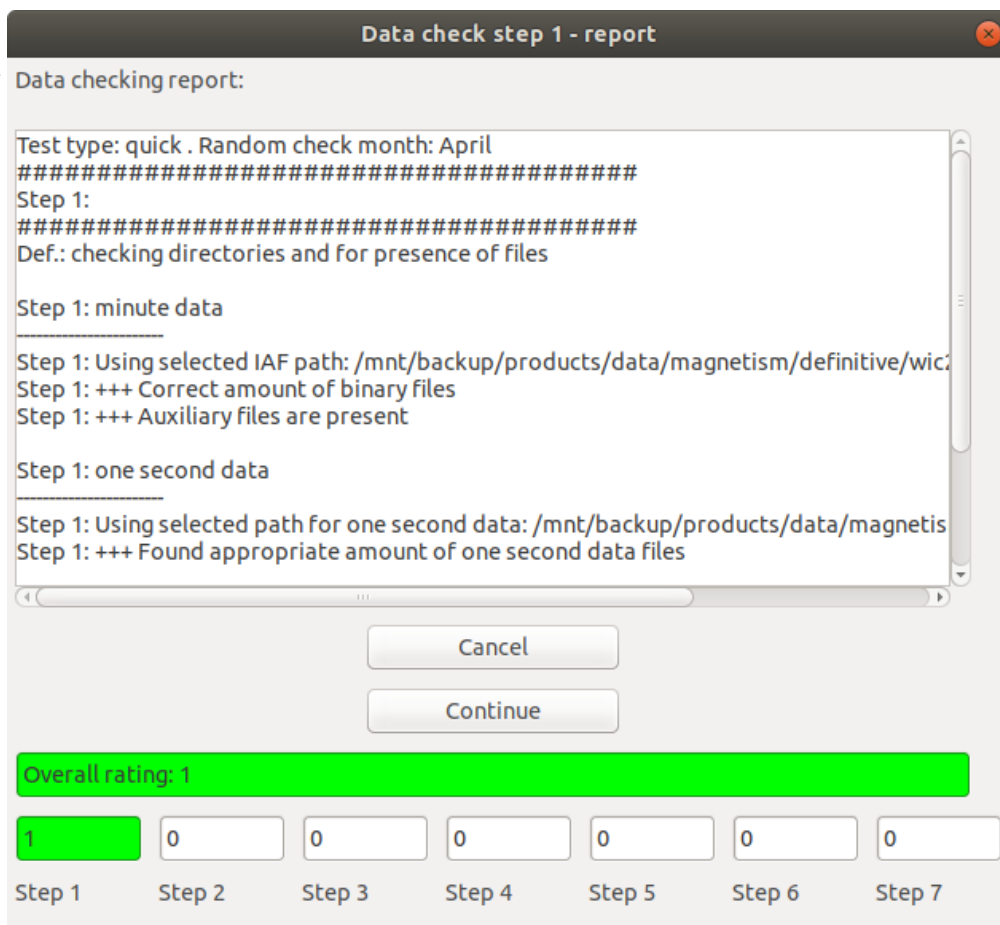 Data check step 1 - report
Data checking report:
Test type: quick . Random check month: April
#######################################
Step 1:
#######################################
Def.: checking directories and for presence of files
Step 1: minute data
-----------------------
Step 1: Using selected IAF path: /mnt/backup/products/data/magnetism/definitive/wic2
Step 1: +++ Correct amount of binary files
Step 1: +++ Auxiliary files are present
Step 1: one second data
-----------------------
Step 1: Using selected path for one second data: /mnt/backup/products/data/magnetis
Step 1: +++ Found appropriate amount of one second data files
Cancel
Continue
Overall rating: 1
1 0 0 0 0 0 0
Step 1 Step 2 Step 3 Step 4 Step 5 Step 6 Step 7